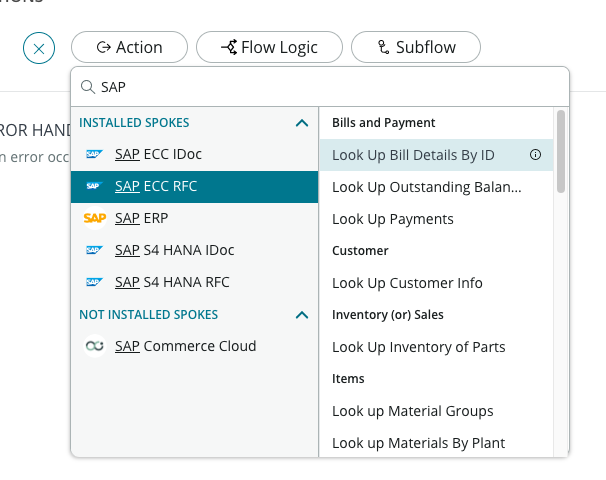 Action
Flow Logic
Subflow
SAP
ROR HAND
n error occ
INSTALLED SPOKES
SAP ECC IDoc
SAP ECC RFC
SAP SAP ERP
SAP S4 HANA IDoc
SAP S4 HANA RFC
NOT INSTALLED SPOKES
SAP Commerce Cloud
Bills and Payment
Look Up Bill Details By ID
Look Up Outstanding Balan...
Look Up Payments
Customer
Look Up Customer Info
Inventory (or) Sales
Look Up Inventory of Parts
Items
Look up Material Groups
Look up Materials By Plant